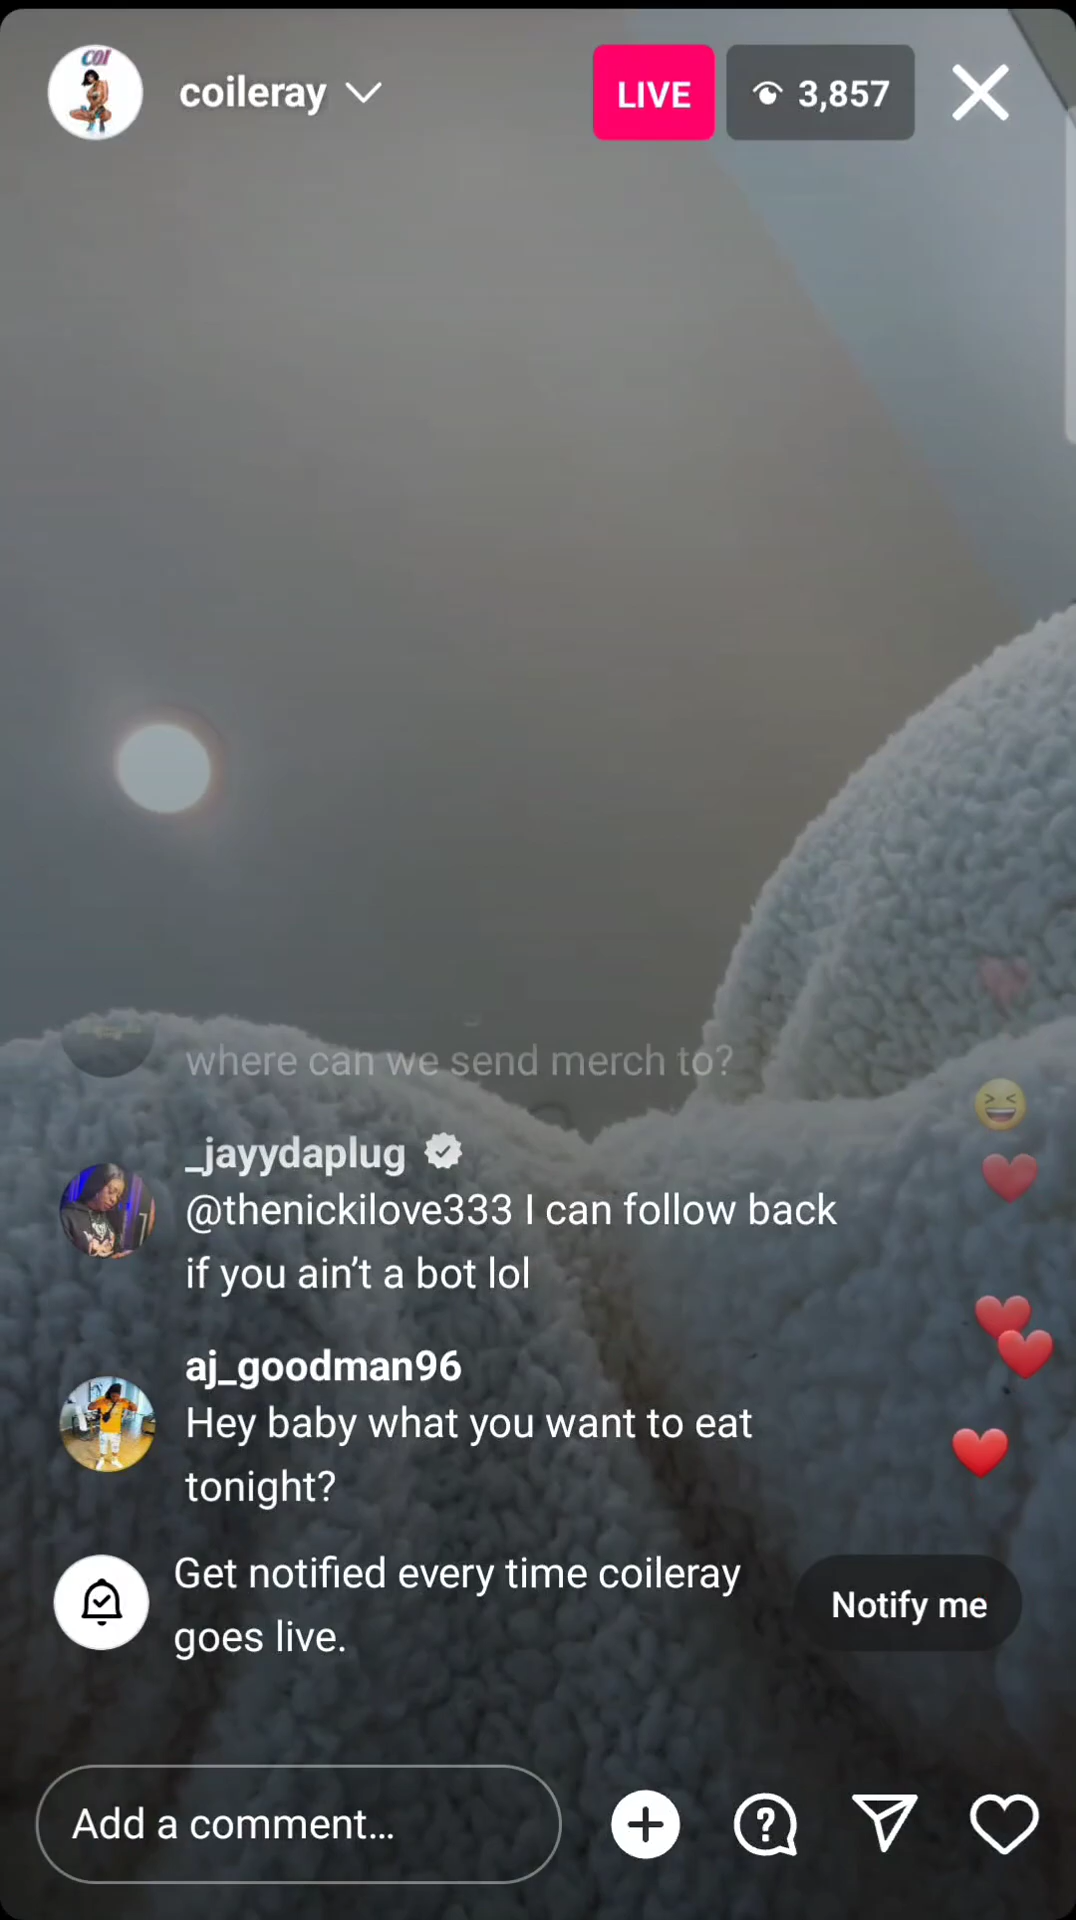 COI
coileray
LIVE
3,857
where can we send merch to?
_jayydaplug
@thenickilove333 I can follow back
if you ain’t a bot lol
aj_goodman96
Hey baby what you want to eat
tonight?
Get notified every time coileray
goes live.
Notify me
Add a comment...